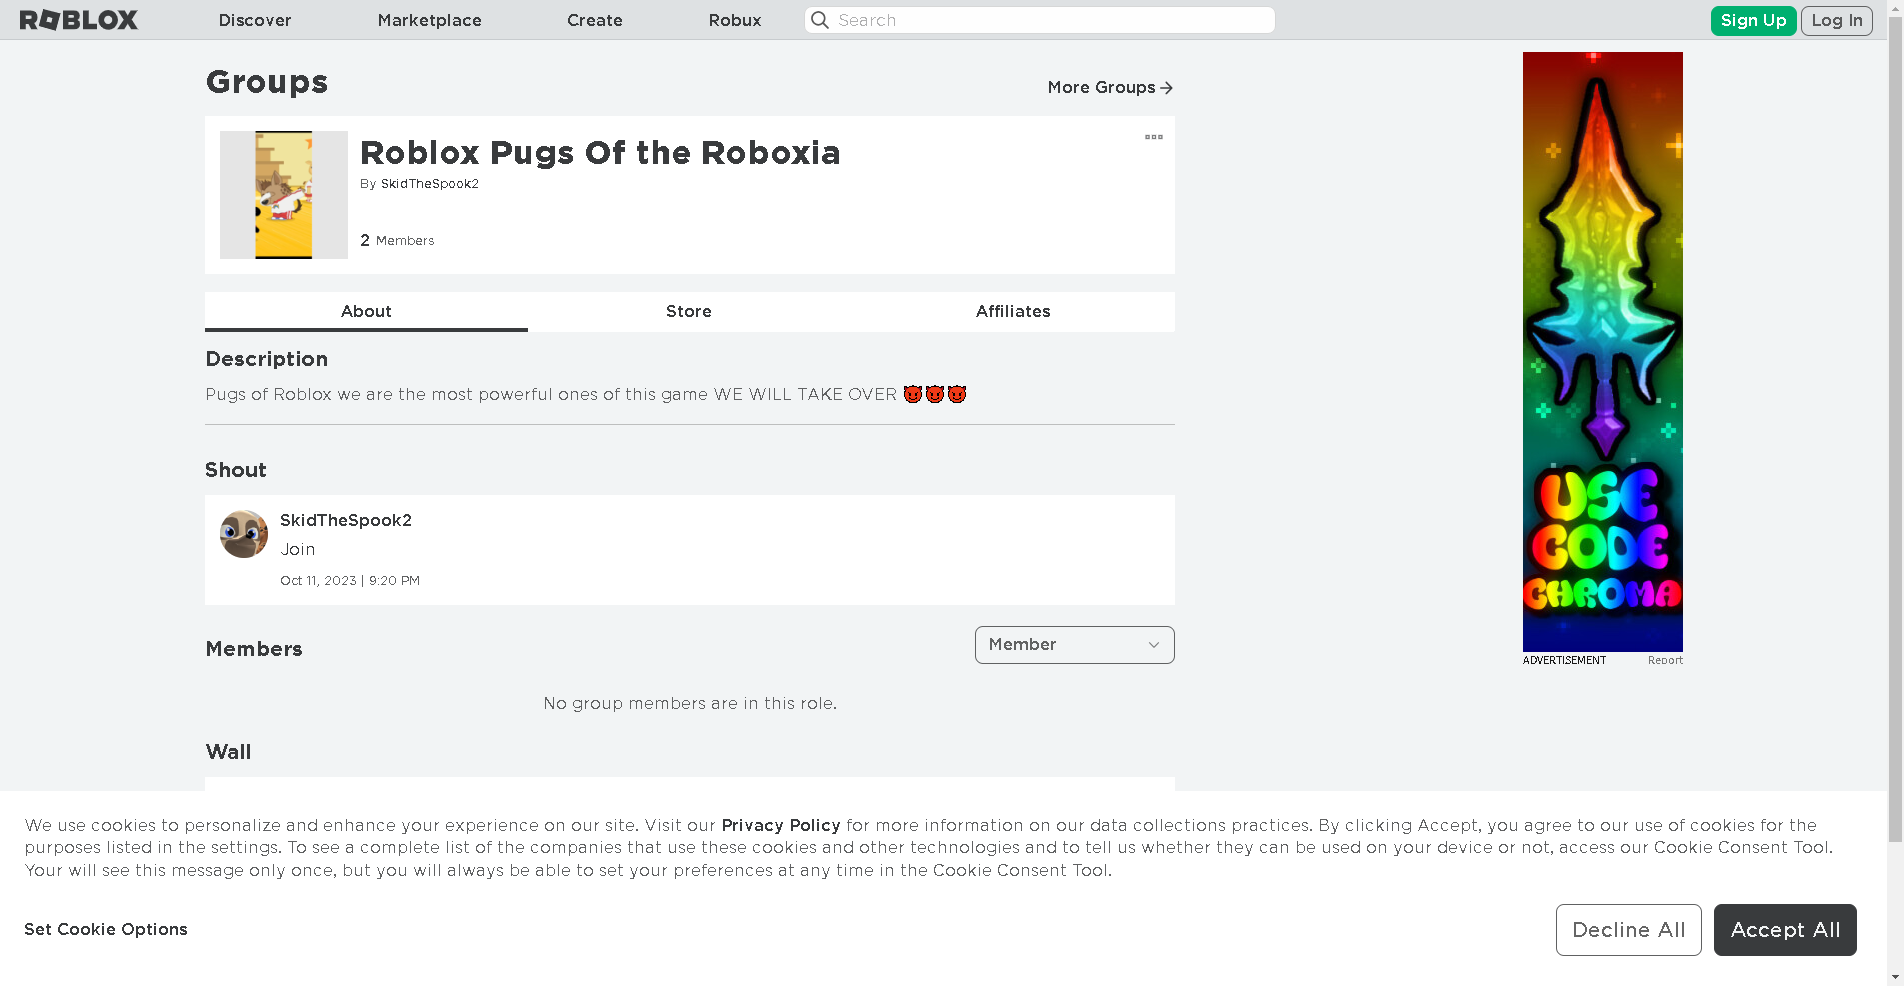 ROBLOX
Discover
Marketplace
Create
Robux
Search
Sign Up
Log In
Groups
More Groups
Roblox Pugs Of the Roboxia
By SkidTheSpook2
2 Members
About
Store
Affiliates
Description
Pugs of Roblox we are the most powerful ones of this game WE WILL TAKE OVER 😈😈😈
Shout
SkidTheSpook2
Join
Oct 11, 2023 | 9:20 PM
Members
Member
No group members are in this role.
Wall
USE
CODE
CHROMA
ADVERTISEMENT
Report
We use cookies to personalize and enhance your experience on our site. Visit our Privacy Policy for more information on our data collections practices. By clicking Accept, you agree to our use of cookies for the
purposes listed in the settings. To see a complete list of the companies that use these cookies and other technologies and to tell us whether they can be used on your device or not, access our Cookie Consent Tool.
Your will see this message only once, but you will always be able to set your preferences at any time in the Cookie Consent Tool.
Set Cookie Options
Decline All
Accept All